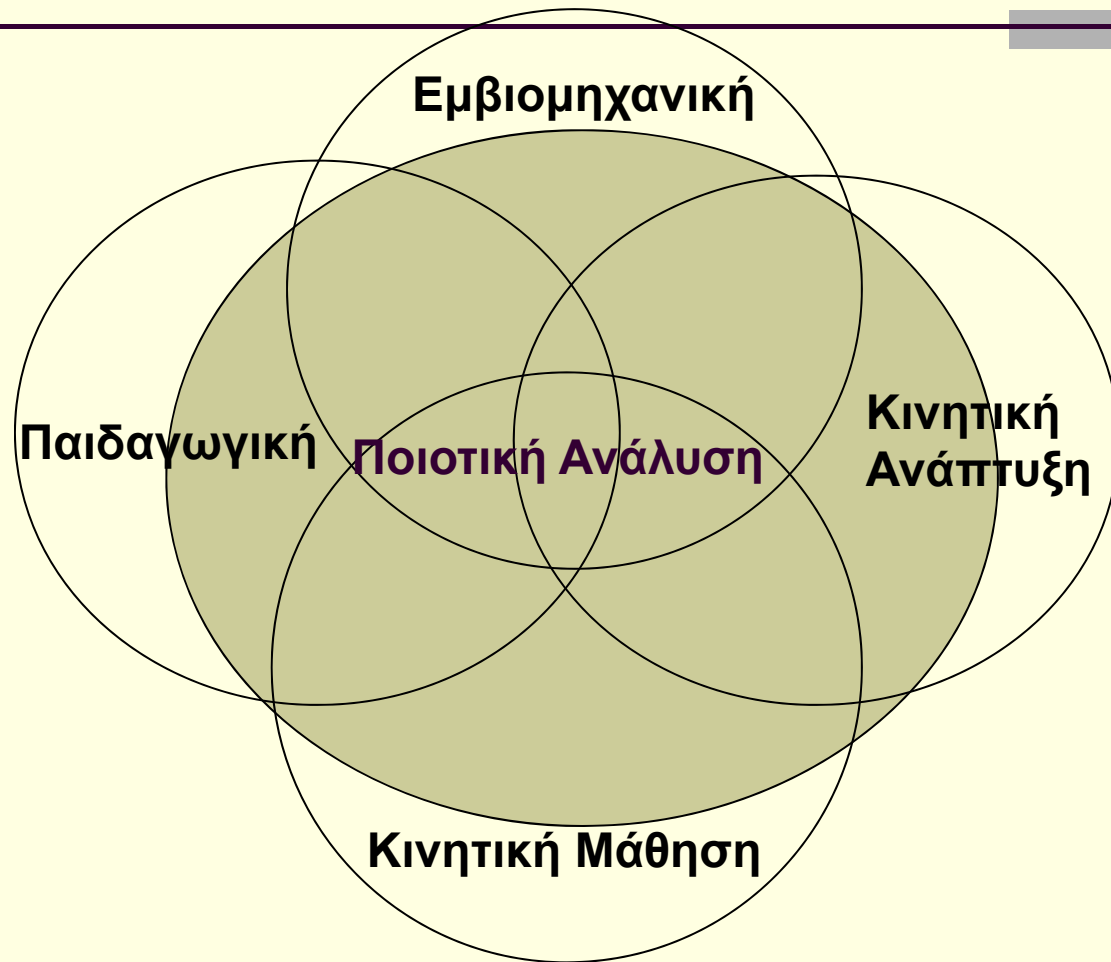 Εμβιομηχανική
Παιδαγωγική
Ποιοτική Ανάλυση
Κινητική
Ανάπτυξη
Κινητική Μάθηση